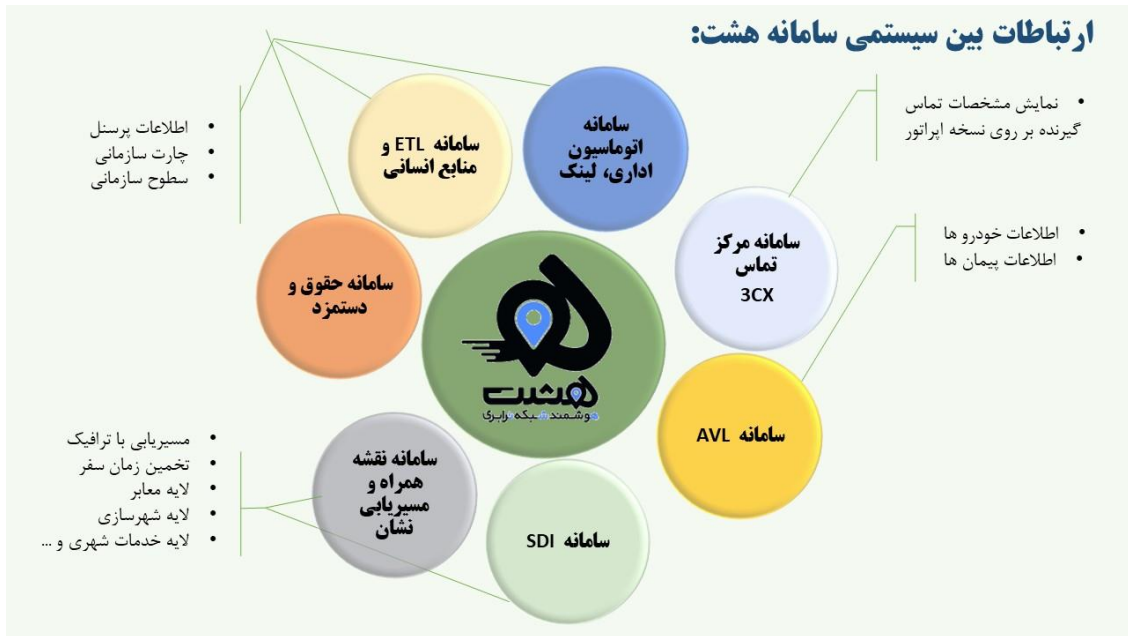 ارتباطات بین سیستمی سامانه هشت:
• نمایش مشخصات تماس
گیرنده بر روی نسخه اپراتور
• اطلاعات خودرو ها
• اطلاعات پیمان ها
سامانه
اتوماسیون
اداری، لینک
سامانه ETL و
منابع انسانی
• اطلاعات پرسنل
• چارت سازمانی
• سطوح سازمانی
سامانه مرکز
تماس
3CX
سامانه حقوق و
دستمزد
هشت
هوشمند شبکه ترابری
سامانه AVL
سامانه نقشه
همراه و
مسیریابی
نشان
سامانه SDI
• مسیریابی با ترافیک
• تخمین زمان سفر
• لایه معابر
• لایه شهرسازی
• لایه خدمات شهری و ...